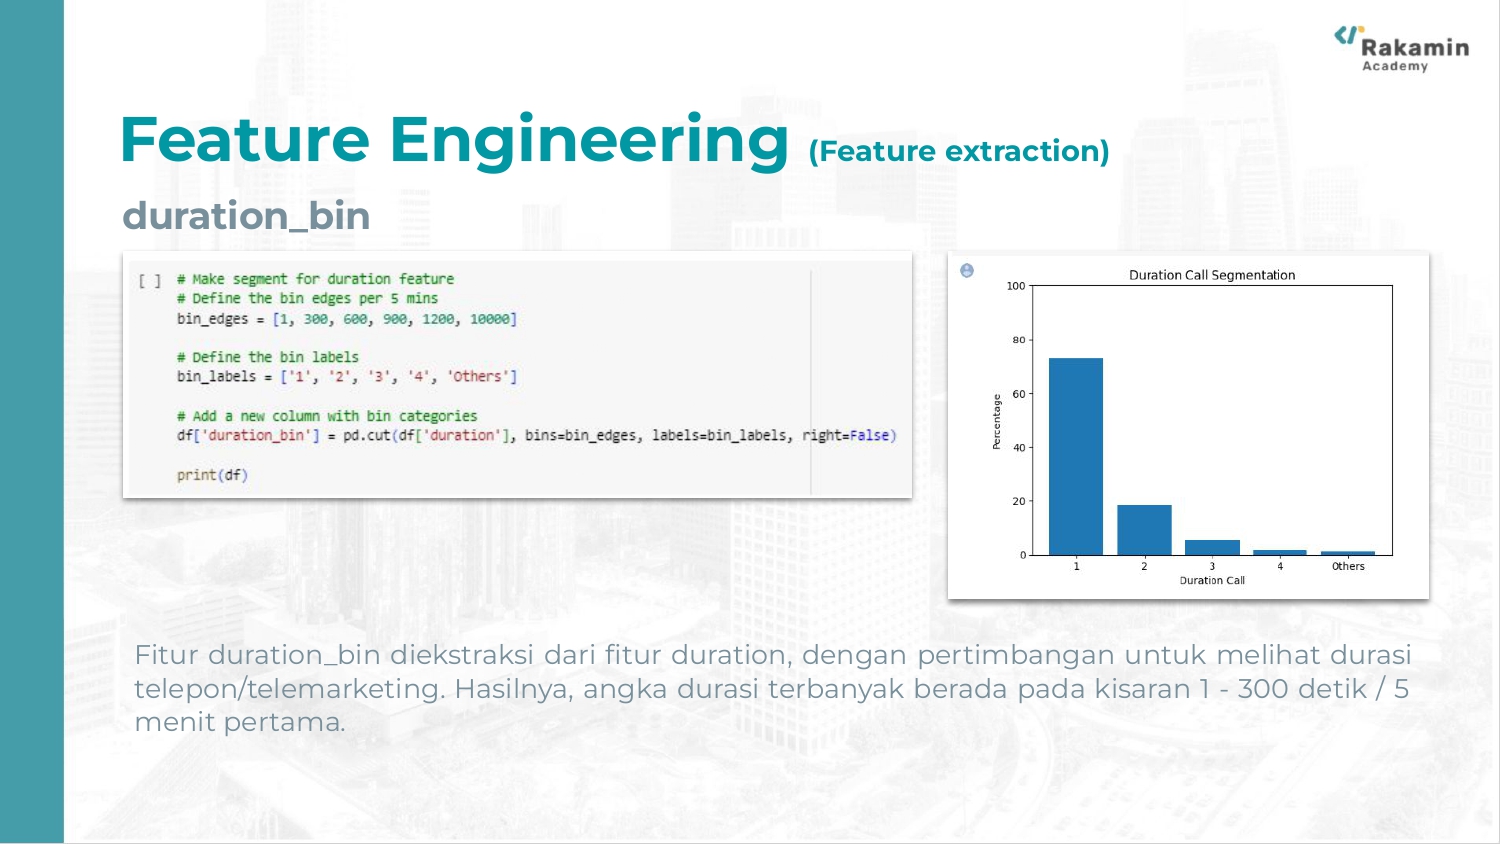 Rakamin
Academy
Feature Engineering (Feature extraction)
duration_bin
[ ] # Make segment for duration feature
# Define the bin edges per 5 mins
bin_edges = [1, 300, 600, 900, 1200, 10000]
# Define the bin labels
bin_labels = ['1', '2', '3', '4', 'Others']
# Add a new column with bin categories
df['duration_bin'] = pd.cut(df['duration'], bins=bin_edges, labels=bin_labels, right=False)
print(df)
Duration Call Segmentation
100
80
60
40
20
0
Percentage
1 2 3 4 Others
Duration Call
Fitur duration_bin diekstraksi dari fitur duration, dengan pertimbangan untuk melihat durasi
telepon/telemarketing. Hasilnya, angka durasi terbanyak berada pada kisaran 1 - 300 detik / 5
menit pertama.